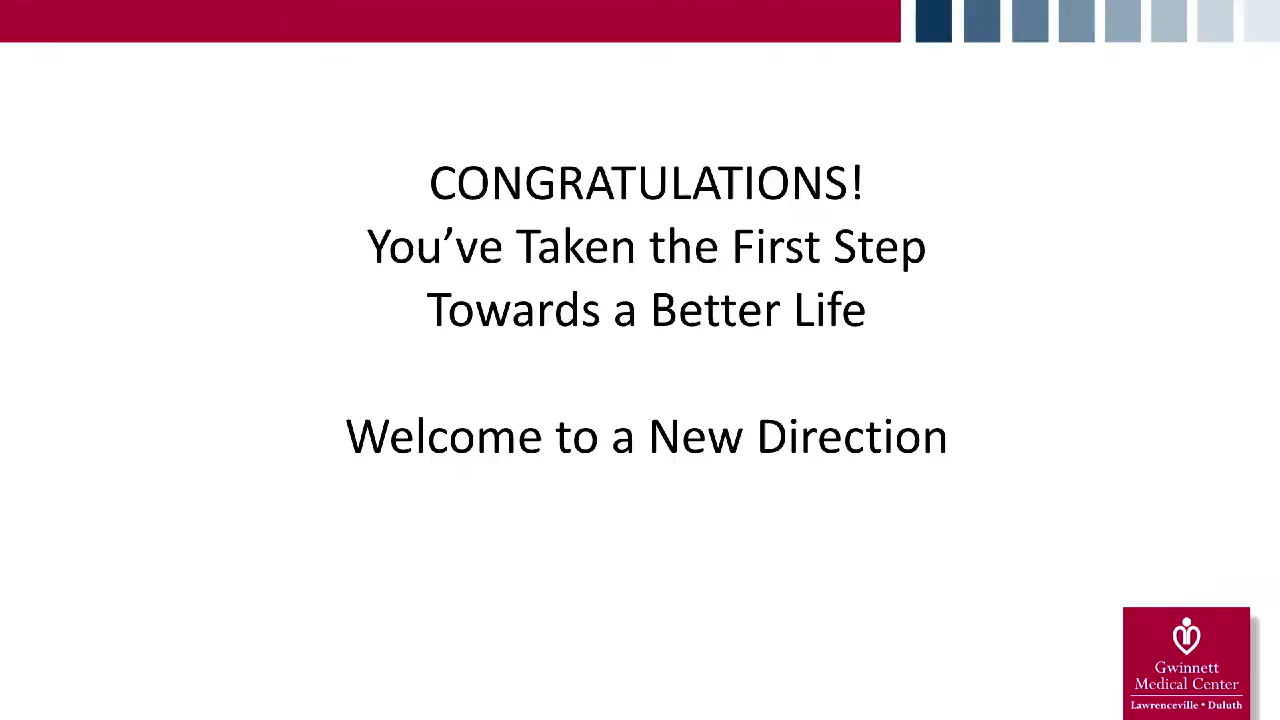 CONGRATULATIONS!
You’ve Taken the First Step
Towards a Better Life
Welcome to a New Direction
Gwinnett
Medical Center
Lawrenceville • Duluth